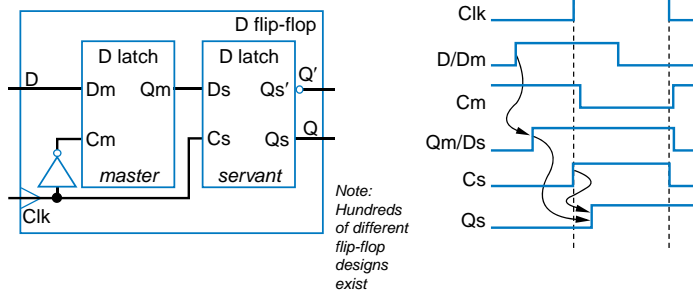 D flip-flop
D latch
D latch
D
Dm
Qm
Ds
Qs′
Q′
Cm
Cs
Qs
Q
master
servant
Clk
Note:
Hundreds
of different
flip-flop
designs
exist
Clk
D/Dm
Cm
Qm/Ds
Cs
Qs